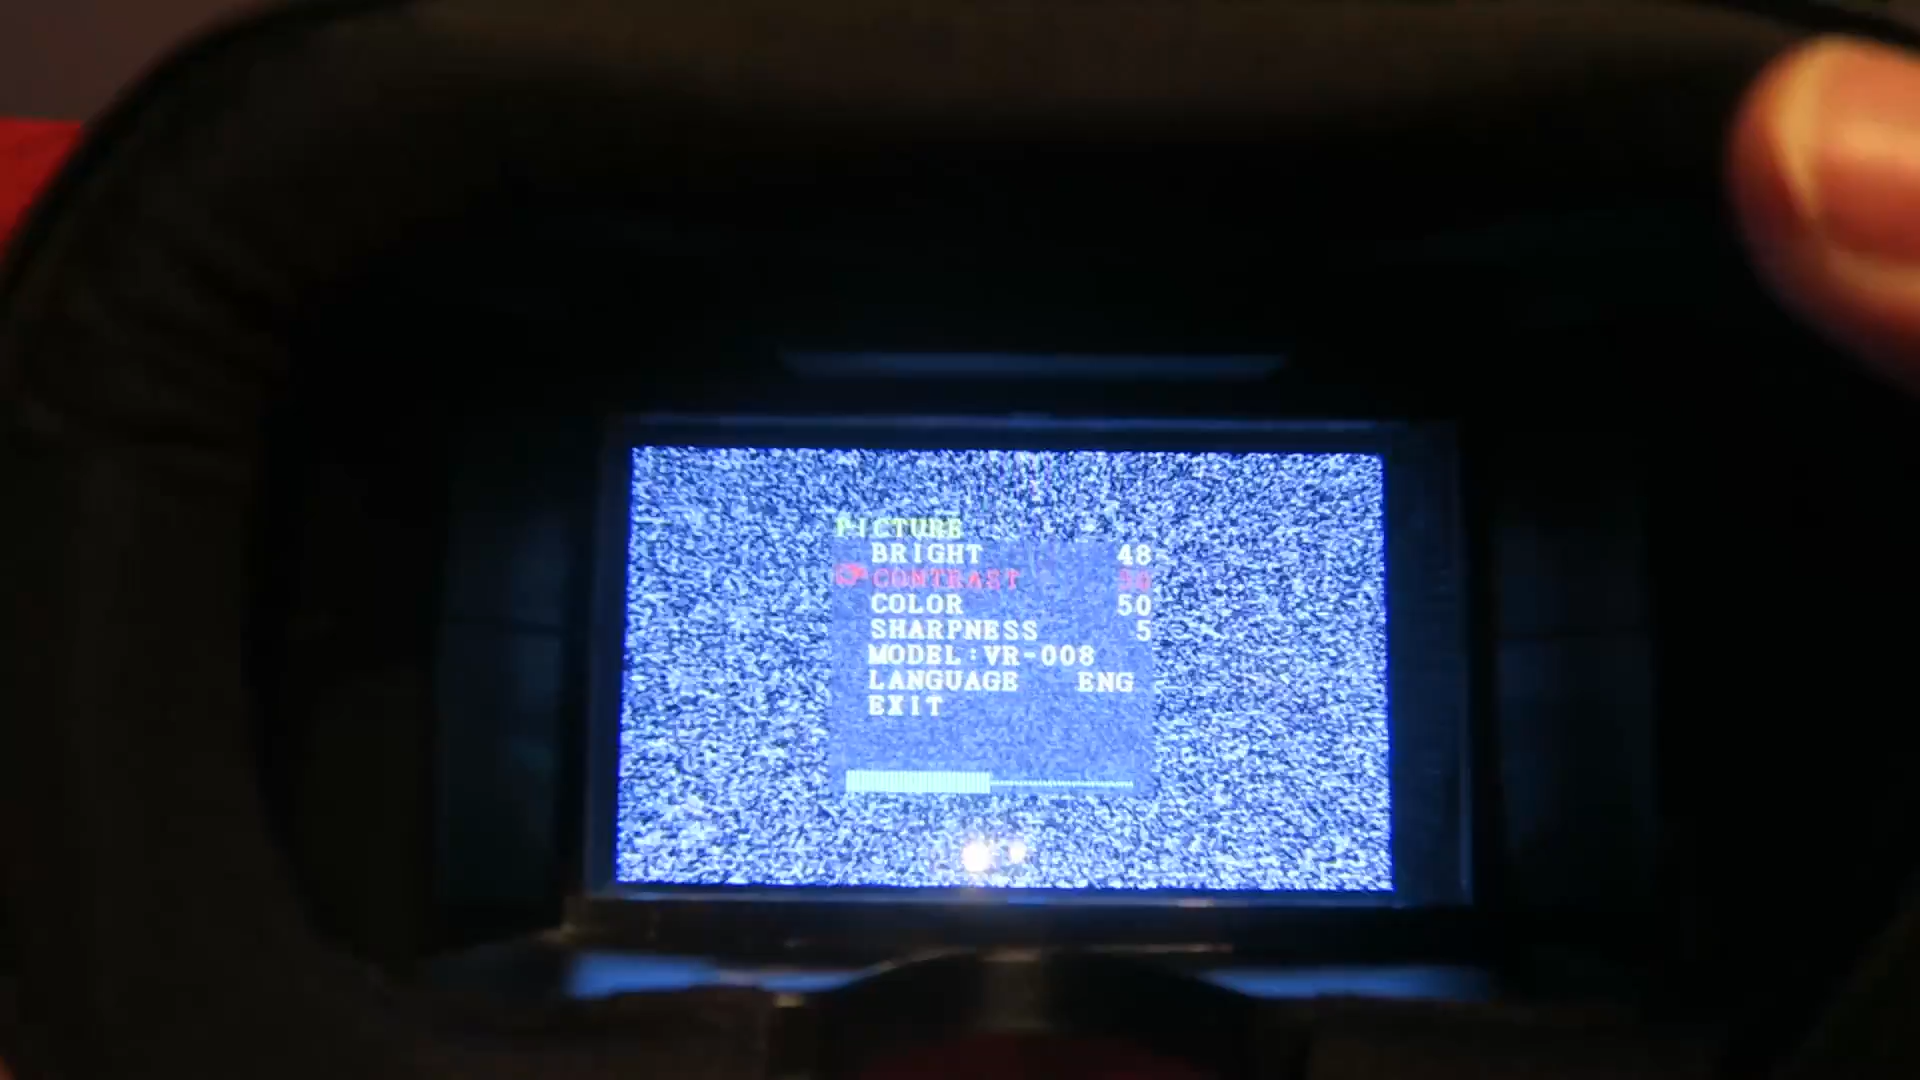 PICTURE
BRIGHT 48
CONTRAST
COLOR 50
SHARPNESS 5
MODEL:VR-008
LANGUAGE ENG
EXIT